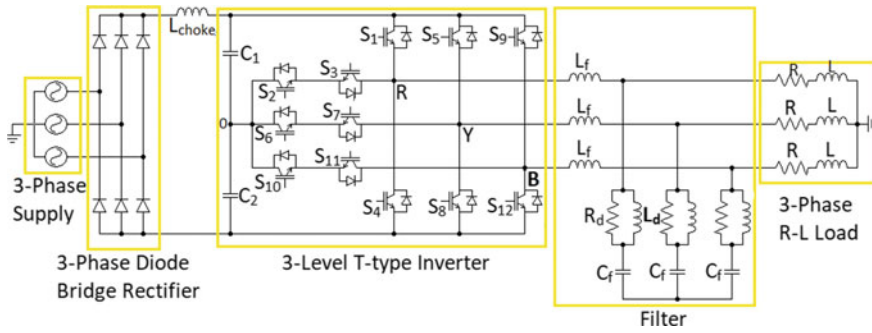 L_choke
S_1
S_5
S_9
C_1
S_3
S_2
R
0
S_7
S_6
Y
S_11
S_10
B
C_2
S_4
S_8
S_12
L_f
L_f
L_f
R
L
R
L
R
L
R_d
L_d
C_f
C_f
C_f
3-Phase
Supply
3-Phase Diode
Bridge Rectifier
3-Level T-type Inverter
Filter
3-Phase
R-L Load